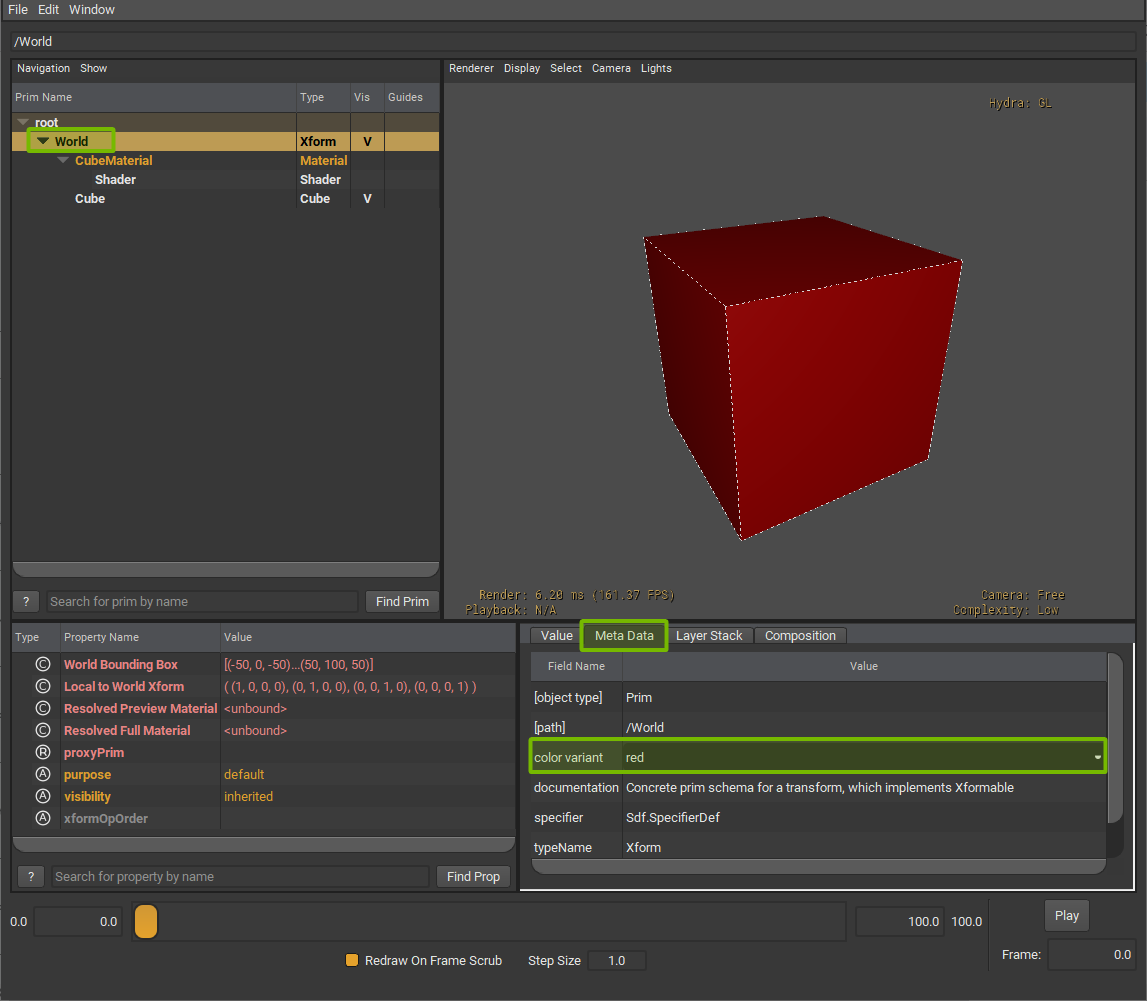 File Edit Window
/World
Navigation Show
Prim Name Type Vis Guides
root
World Xform V
CubeMaterial Material
Shader Shader
Cube Cube V
? Search for prim by name Find Prim
Renderer Display Select Camera Lights
Hydra: GL
Render: 6.20 ms (161.37 FPS)
Playback: N/A
Camera: Free
Complexity: Low
Type Property Name Value
C World Bounding Box [(-50, 0, -50)...(50, 100, 50)]
C Local to World Xform ( (1, 0, 0, 0), (0, 1, 0, 0), (0, 0, 1, 0), (0, 0, 0, 1) )
C Resolved Preview Material <unbound>
C Resolved Full Material <unbound>
R proxyPrim
A purpose default
A visibility inherited
A xformOpOrder
? Search for property by name Find Prop
Value Meta Data Layer Stack Composition
Field Name Value
[object type] Prim
[path] /World
color variant red
documentation Concrete prim schema for a transform, which implements Xformable
specifier Sdf.SpecifierDef
typeName Xform
0.0 0.0 100.0 100.0 Play
Redraw On Frame Scrub Step Size 1.0 Frame: 0.0